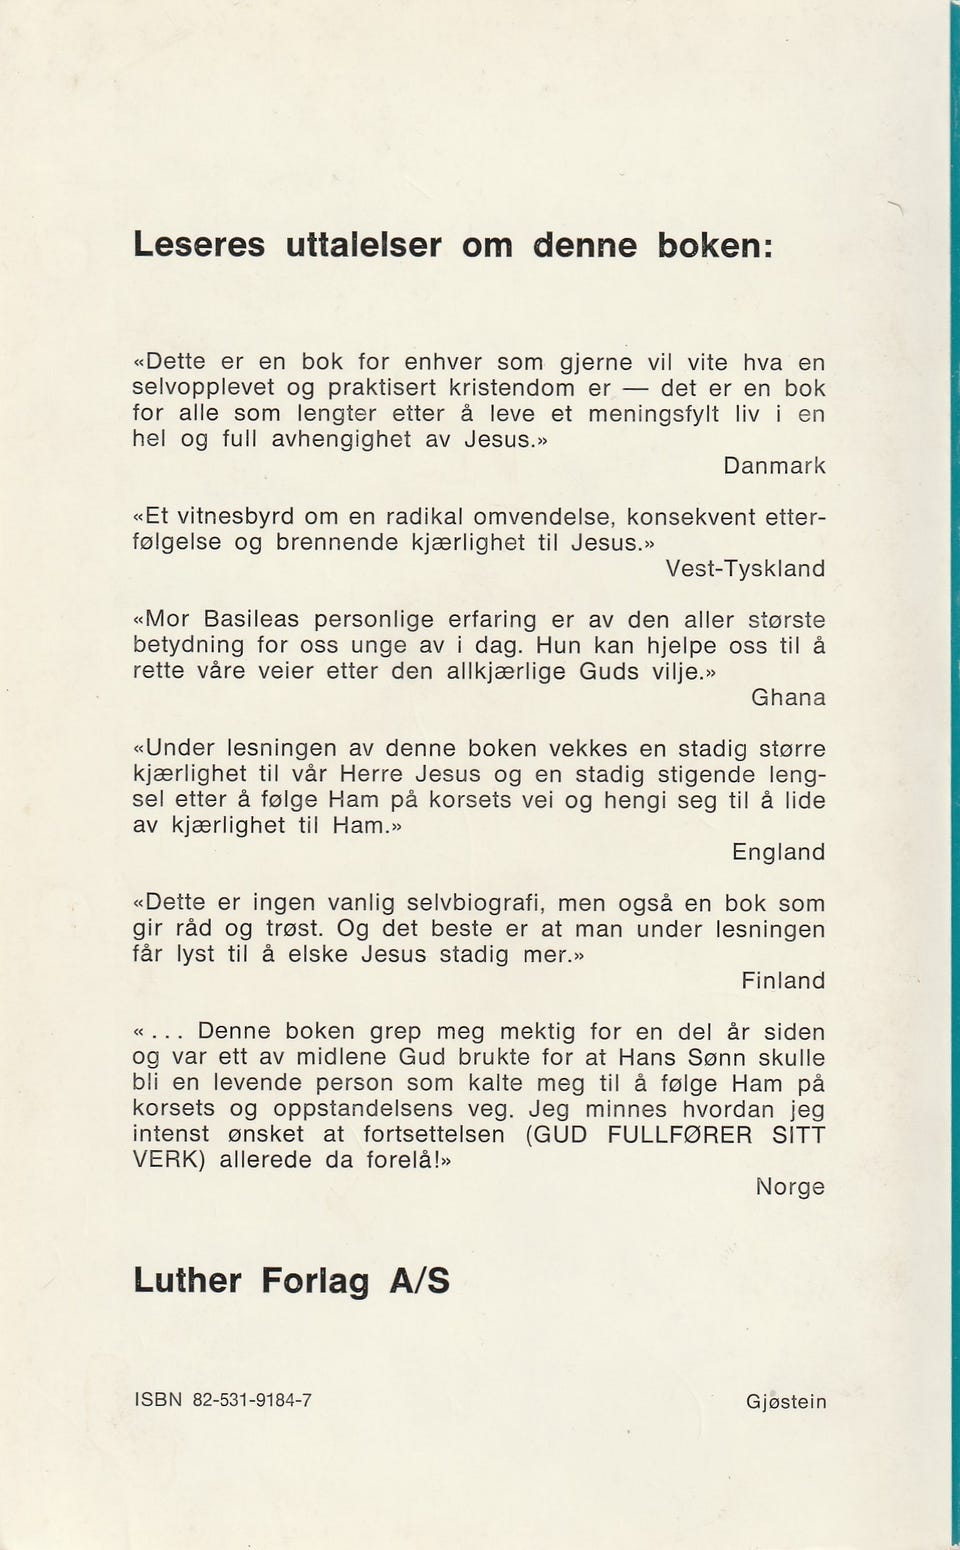 Leseres uttalelser om denne boken:
«Dette er en bok for enhver som gjerne vil vite hva en
selvopplevet og praktisert kristendom er — det er en bok
for alle som lengter etter å leve et meningsfylt liv i en
hel og full avhengighet av Jesus.»
Danmark
«Et vitnesbyrd om en radikal omvendelse, konsekvent etter-
følgelse og brennende kjærlighet til Jesus.»
Vest-Tyskland
«Mor Basileas personlige erfaring er av den aller største
betydning for oss unge av i dag. Hun kan hjelpe oss til å
rette våre veier etter den allkjærlige Guds vilje.»
Ghana
«Under lesningen av denne boken vekkes en stadig større
kjærlighet til vår Herre Jesus og en stadig stigende leng-
sel etter å følge Ham på korsets vei og hengi seg til å lide
av kjærlighet til Ham.»
England
«Dette er ingen vanlig selvbiografi, men også en bok som
gir råd og trøst. Og det beste er at man under lesningen
får lyst til å elske Jesus stadig mer.»
Finland
«... Denne boken grep meg mektig for en del år siden
og var ett av midlene Gud brukte for at Hans Sønn skulle
bli en levende person som kalte meg til å følge Ham på
korsets og oppstandelsens veg. Jeg minnes hvordan jeg
intenst ønsket at fortsettelsen (GUD FULLFØRER SITT
VERK) allerede da forelå!»
Norge
Luther Forlag A/S
ISBN 82-531-9184-7
Gjøstein